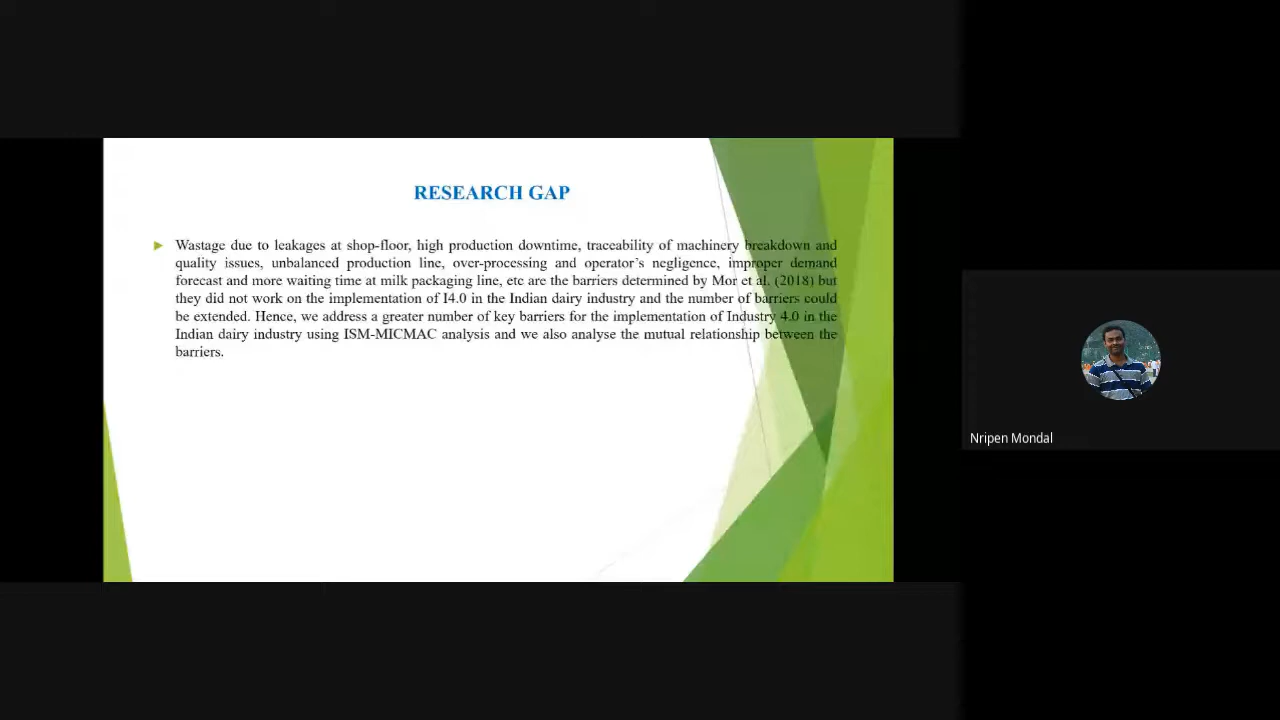 RESEARCH GAP
Wastage due to leakages at shop-floor, high production downtime, traceability of machinery breakdown and
quality issues, unbalanced production line, over-processing and operator's negligence, improper demand
forecast and more waiting time at milk packaging line, etc are the barriers determined by Mor et al. (2018) but
they did not work on the implementation of I4.0 in the Indian dairy industry and the number of barriers could
be extended. Hence, we address a greater number of key barriers for the implementation of Industry 4.0 in the
Indian dairy industry using ISM-MICMAC analysis and we also analyse the mutual relationship between the
barriers.
Nripen Mondal